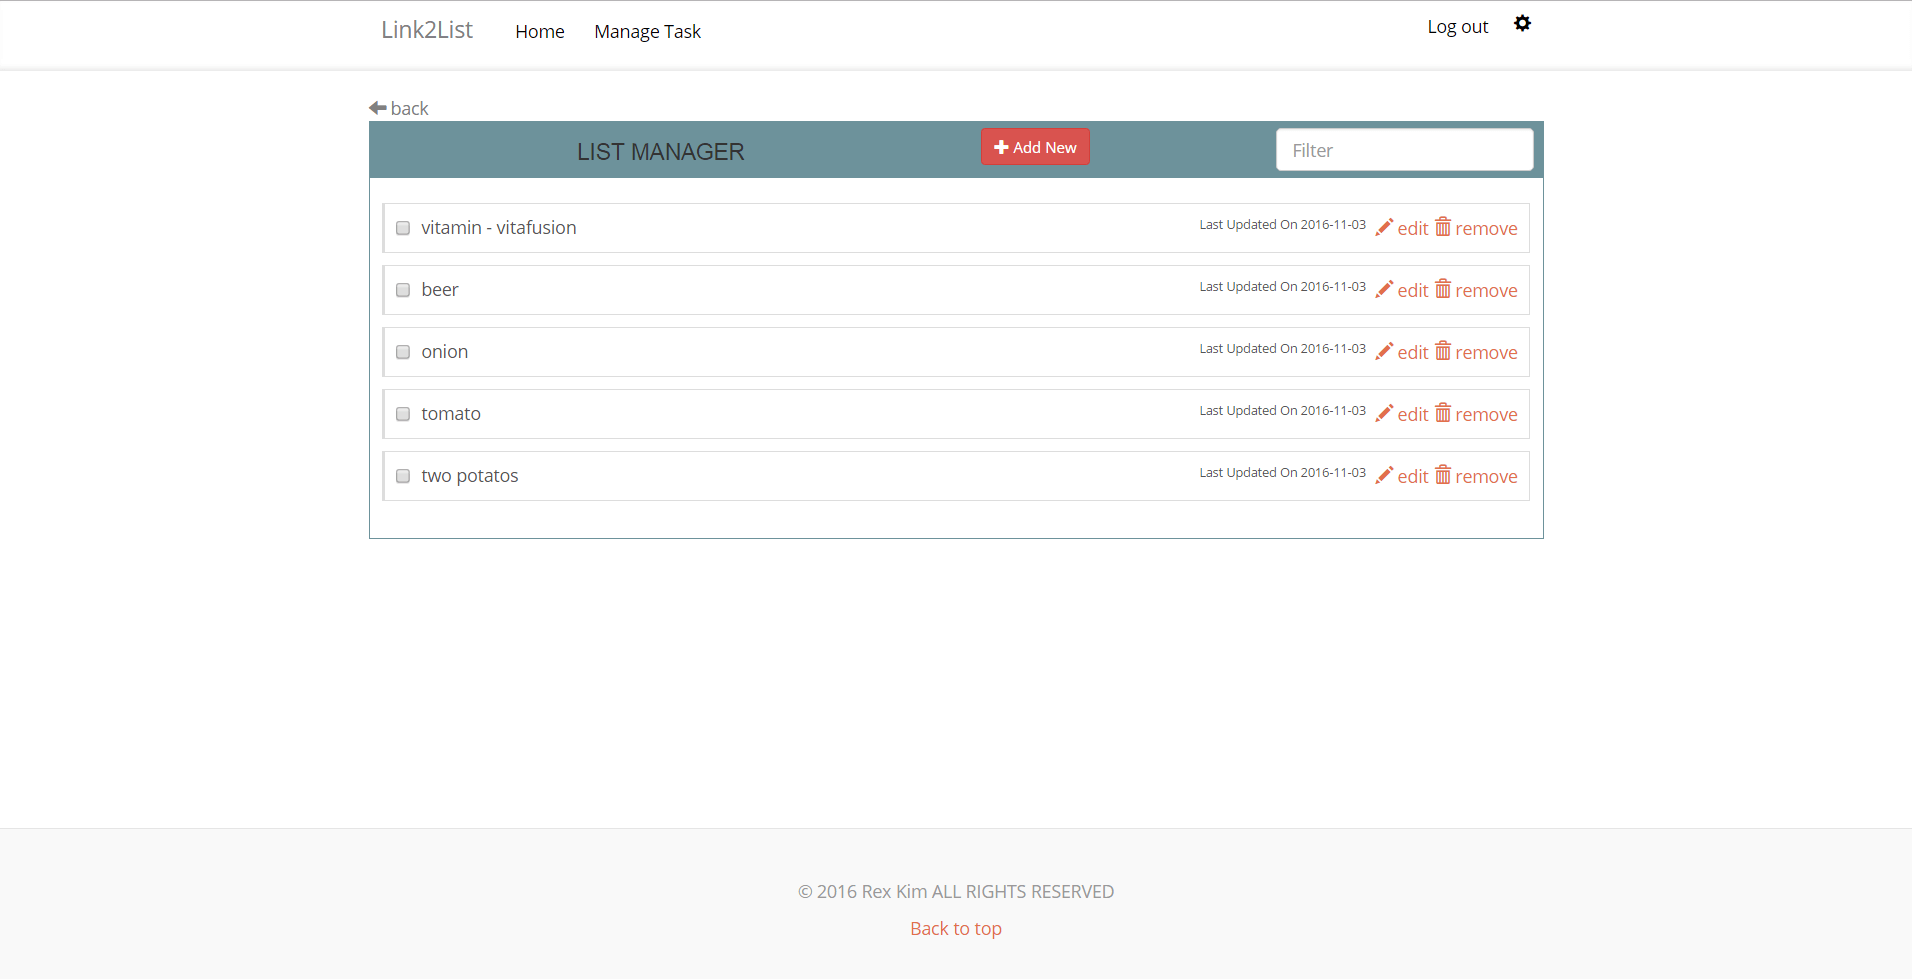 Link2List Home Manage Task Log out
back
LIST MANAGER Add New Filter
vitamin - vitafusion Last Updated On 2016-11-03 edit remove
beer Last Updated On 2016-11-03 edit remove
onion Last Updated On 2016-11-03 edit remove
tomato Last Updated On 2016-11-03 edit remove
two potatos Last Updated On 2016-11-03 edit remove
© 2016 Rex Kim ALL RIGHTS RESERVED
Back to top